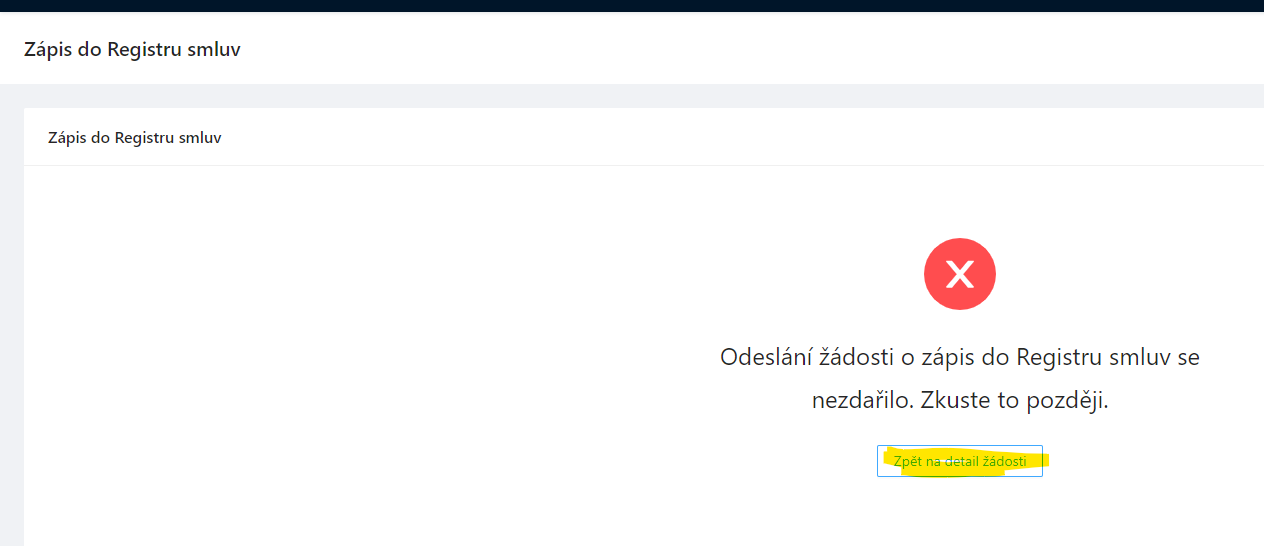 Zápis do Registru smluv
Zápis do Registru smluv
Odeslání žádosti o zápis do Registru smluv se
nezdařilo. Zkuste to později.
Zpět na detail žádosti